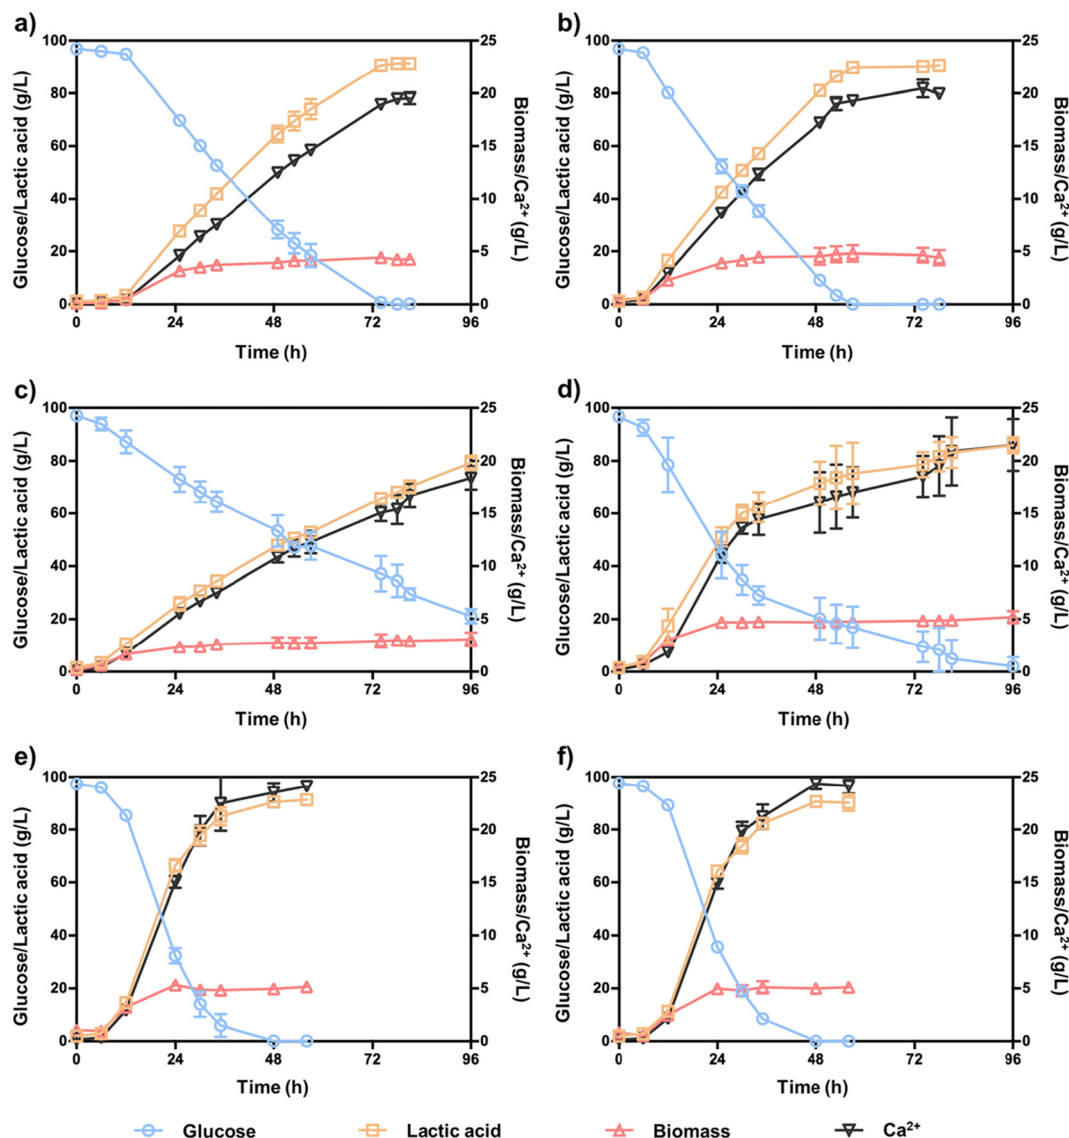 a)
100
80
60
40
20
0
Glucose/Lactic acid (g/L)
25
20
15
10
5
0
Biomass/Ca²⁺ (g/L)
0 24 48 72 96
Time (h)
b)
100
80
60
40
20
0
Glucose/Lactic acid (g/L)
25
20
15
10
5
0
Biomass/Ca²⁺ (g/L)
0 24 48 72 96
Time (h)
c)
100
80
60
40
20
0
Glucose/Lactic acid (g/L)
25
20
15
10
5
0
Biomass/Ca²⁺ (g/L)
0 24 48 72 96
Time (h)
d)
100
80
60
40
20
0
Glucose/Lactic acid (g/L)
25
20
15
10
5
0
Biomass/Ca²⁺ (g/L)
0 24 48 72 96
Time (h)
e)
100
80
60
40
20
0
Glucose/Lactic acid (g/L)
25
20
15
10
5
0
Biomass/Ca²⁺ (g/L)
0 24 48 72 96
Time (h)
f)
100
80
60
40
20
0
Glucose/Lactic acid (g/L)
25
20
15
10
5
0
Biomass/Ca²⁺ (g/L)
0 24 48 72 96
Time (h)
Glucose Lactic acid Biomass Ca²⁺